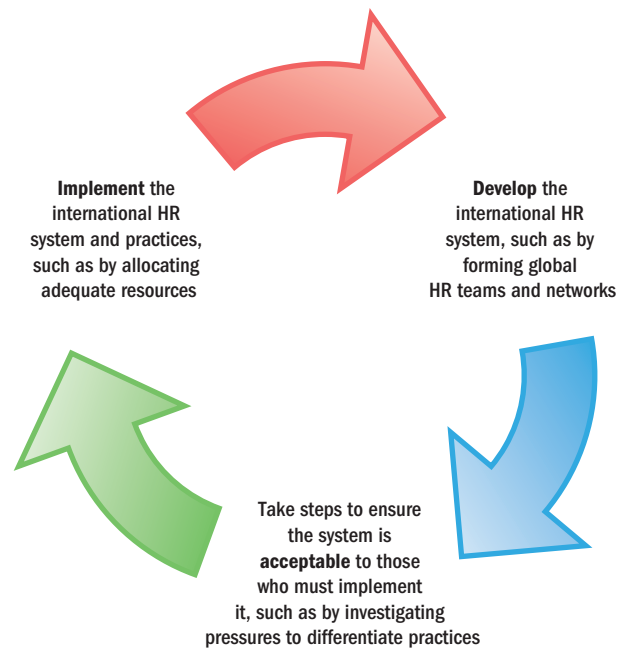 Implement the
international HR
system and practices,
such as by allocating
adequate resources
Develop the
international HR
system, such as by
forming global
HR teams and networks
Take steps to ensure
the system is
acceptable to those
who must implement
it, such as by investigating
pressures to differentiate practices